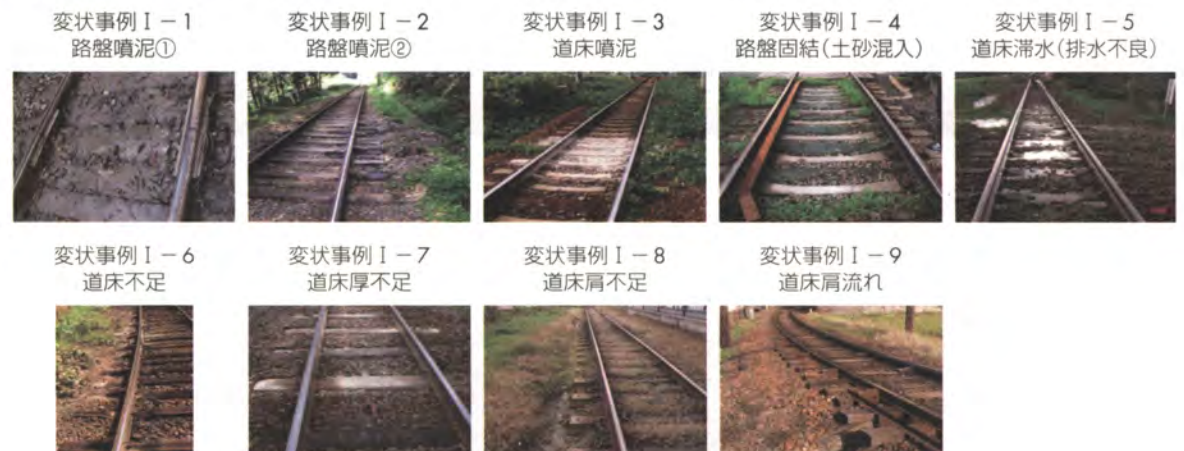 変状事例Ⅰ－1
路盤噴泥①
変状事例Ⅰ－2
路盤噴泥②
変状事例Ⅰ－3
道床噴泥
変状事例Ⅰ－4
路盤固結(土砂混入)
変状事例Ⅰ－5
道床滞水(排水不良)
変状事例Ⅰ－6
道床不足
変状事例Ⅰ－7
道床厚不足
変状事例Ⅰ－8
道床肩不足
変状事例Ⅰ－9
道床肩流れ